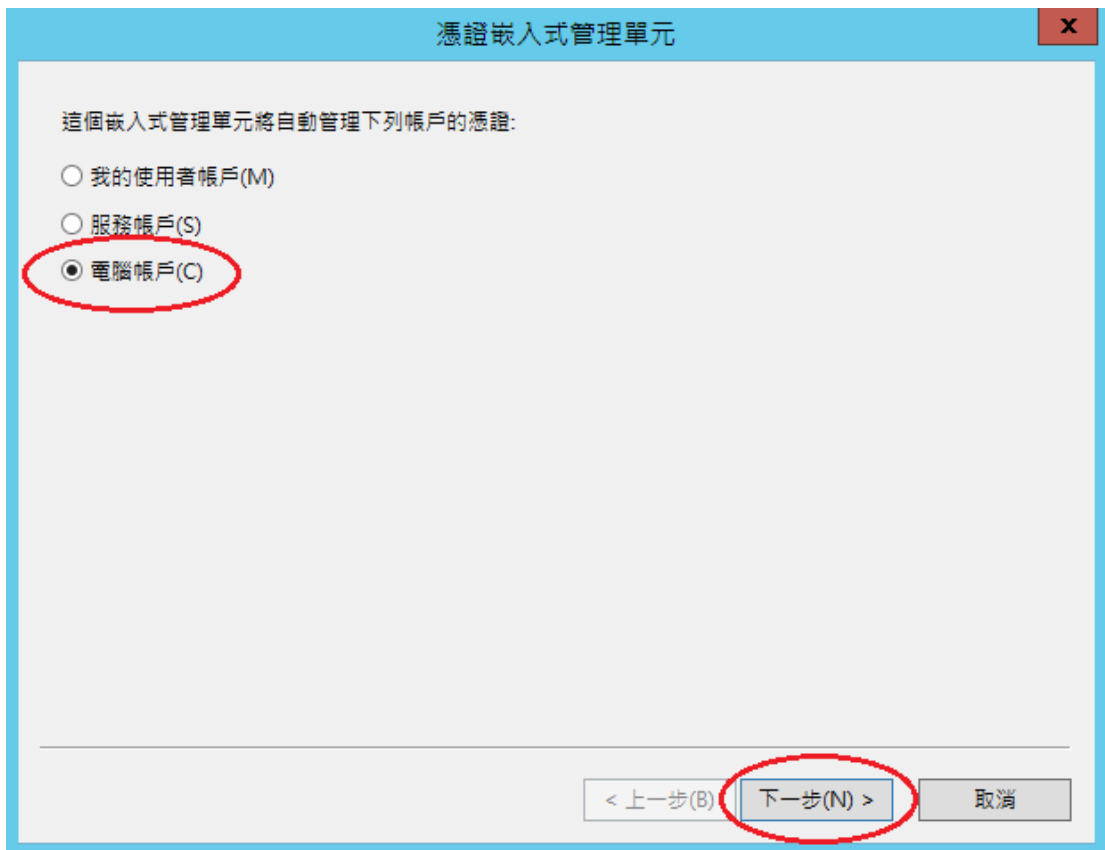 憑證嵌入式管理單元
x
這個嵌入式管理單元將自動管理下列帳戶的憑證:
我的使用者帳戶(M)
服務帳戶(S)
電腦帳戶(C)
< 上一步(B) 下一步(N) > 取消